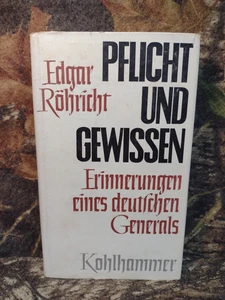 Edgar
Röhricht
PFLICHT
UND
GEWISSEN
Erinnerungen
eines deutschen
Generals
Kohlhammer